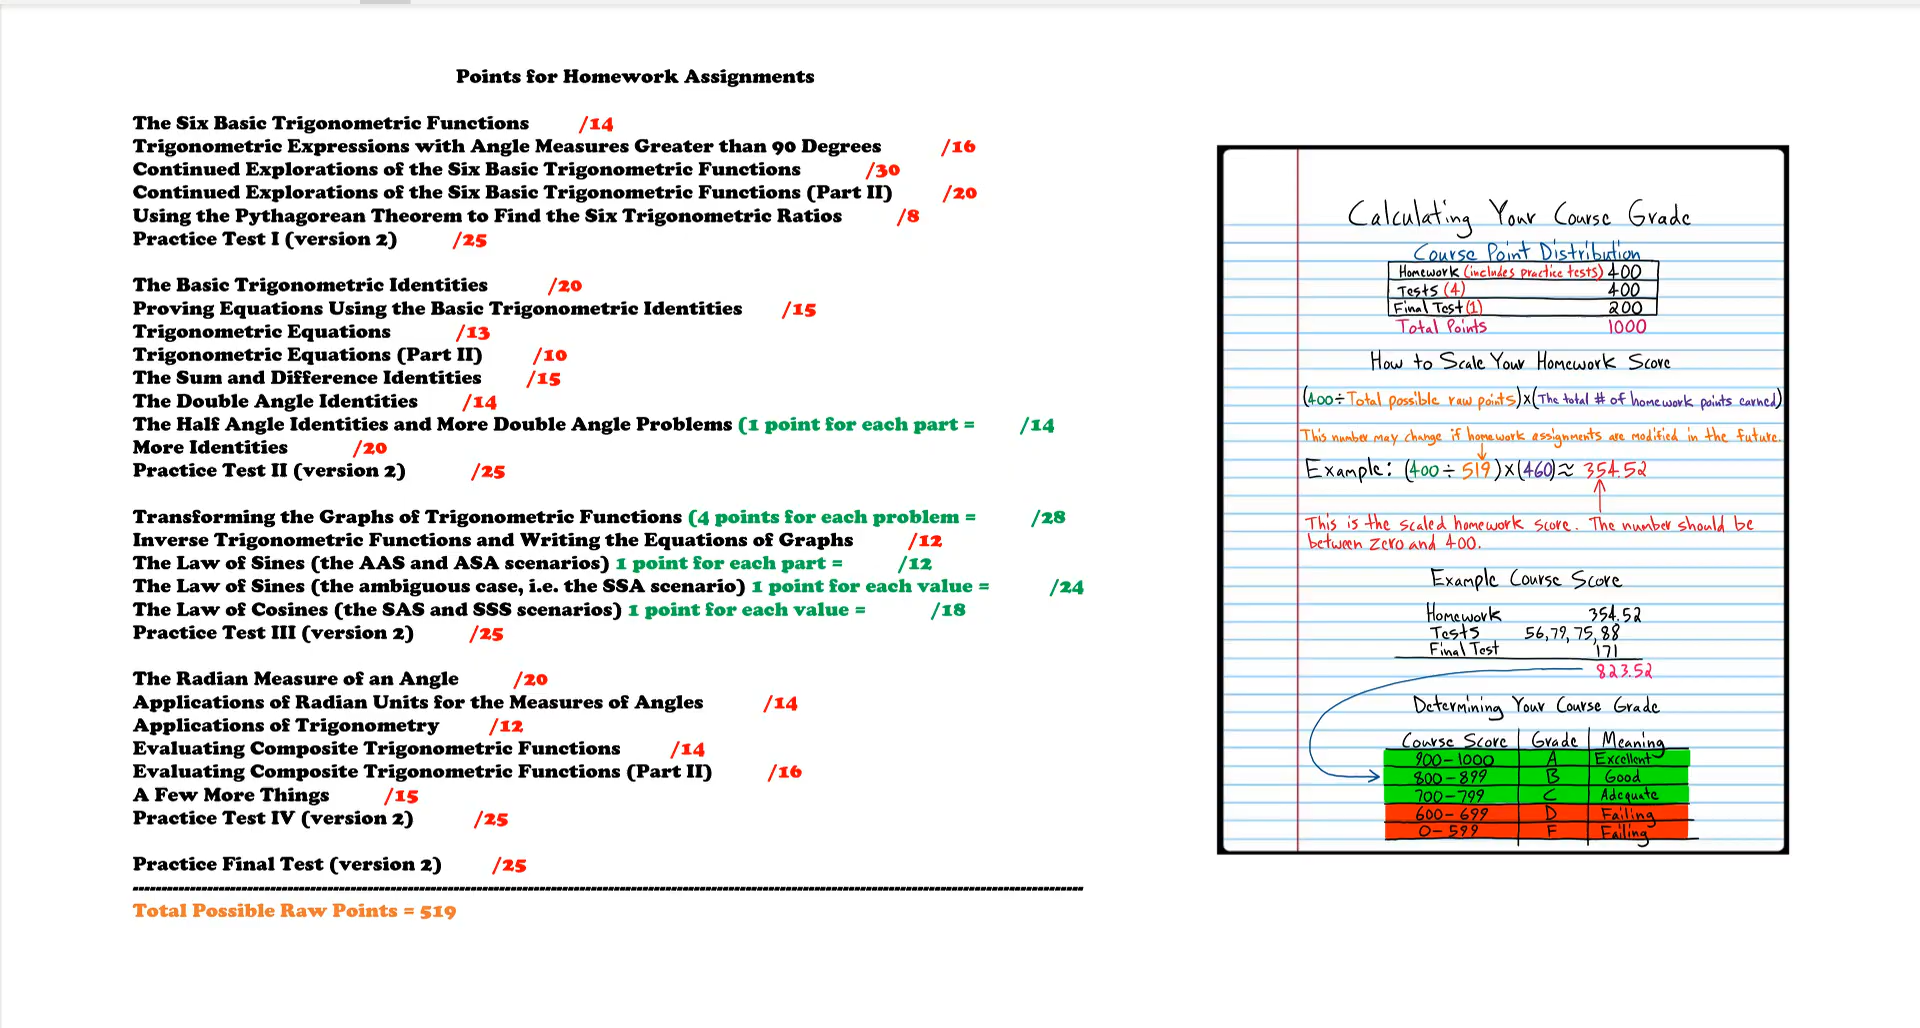 Points for Homework Assignments
The Six Basic Trigonometric Functions /14
Trigonometric Expressions with Angle Measures Greater than 90 Degrees /16
Continued Explorations of the Six Basic Trigonometric Functions /30
Continued Explorations of the Six Basic Trigonometric Functions (Part II) /20
Using the Pythagorean Theorem to Find the Six Trigonometric Ratios /8
Practice Test I (version 2) /25
The Basic Trigonometric Identities /20
Proving Equations Using the Basic Trigonometric Identities /15
Trigonometric Equations /13
Trigonometric Equations (Part II) /10
The Sum and Difference Identities /15
The Double Angle Identities /14
The Half Angle Identities and More Double Angle Problems (1 point for each part = /14
More Identities /20
Practice Test II (version 2) /25
Transforming the Graphs of Trigonometric Functions (4 points for each problem = /28
Inverse Trigonometric Functions and Writing the Equations of Graphs /12
The Law of Sines (the AAS and ASA scenarios) 1 point for each part = /12
The Law of Sines (the ambiguous case, i.e. the SSA scenario) 1 point for each value = /24
The Law of Cosines (the SAS and SSS scenarios) 1 point for each value = /18
Practice Test III (version 2) /25
The Radian Measure of an Angle /20
Applications of Radian Units for the Measures of Angles /14
Applications of Trigonometry /12
Evaluating Composite Trigonometric Functions /14
Evaluating Composite Trigonometric Functions (Part II) /16
A Few More Things /15
Practice Test IV (version 2) /25
Practice Final Test (version 2) /25
Total Possible Raw Points = 519
Calculating Your Course Grade
Course Point Distribution
Homework (includes practice tests) 400
Tests (4) 400
Final Test (1) 200
Total Points 1000
How to Scale Your Homework Score
(400÷Total possible raw points)×(The total # of homework points earned)
This number may change if homework assignments are modified in the future.
Example: (400÷519)×(460)≈ 354.52
This is the scaled homework score. The number should be
between zero and 400.
Example Course Score
Homework 354.52
Tests 56, 79, 75, 88
Final Test 171
823.52
Determining Your Course Grade
Course Score Grade Meaning
900-1000 A Excellent
800-899 B Good
700-799 C Adequate
600-699 D Failing
0-599 F Failing